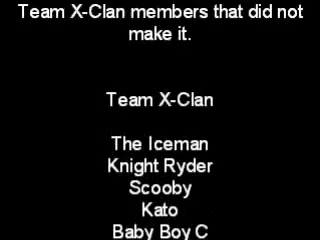 Team X-Clan members that did not
make it.
Team X-Clan
The Iceman
Knight Ryder
Scooby
Kato
Baby Boy C